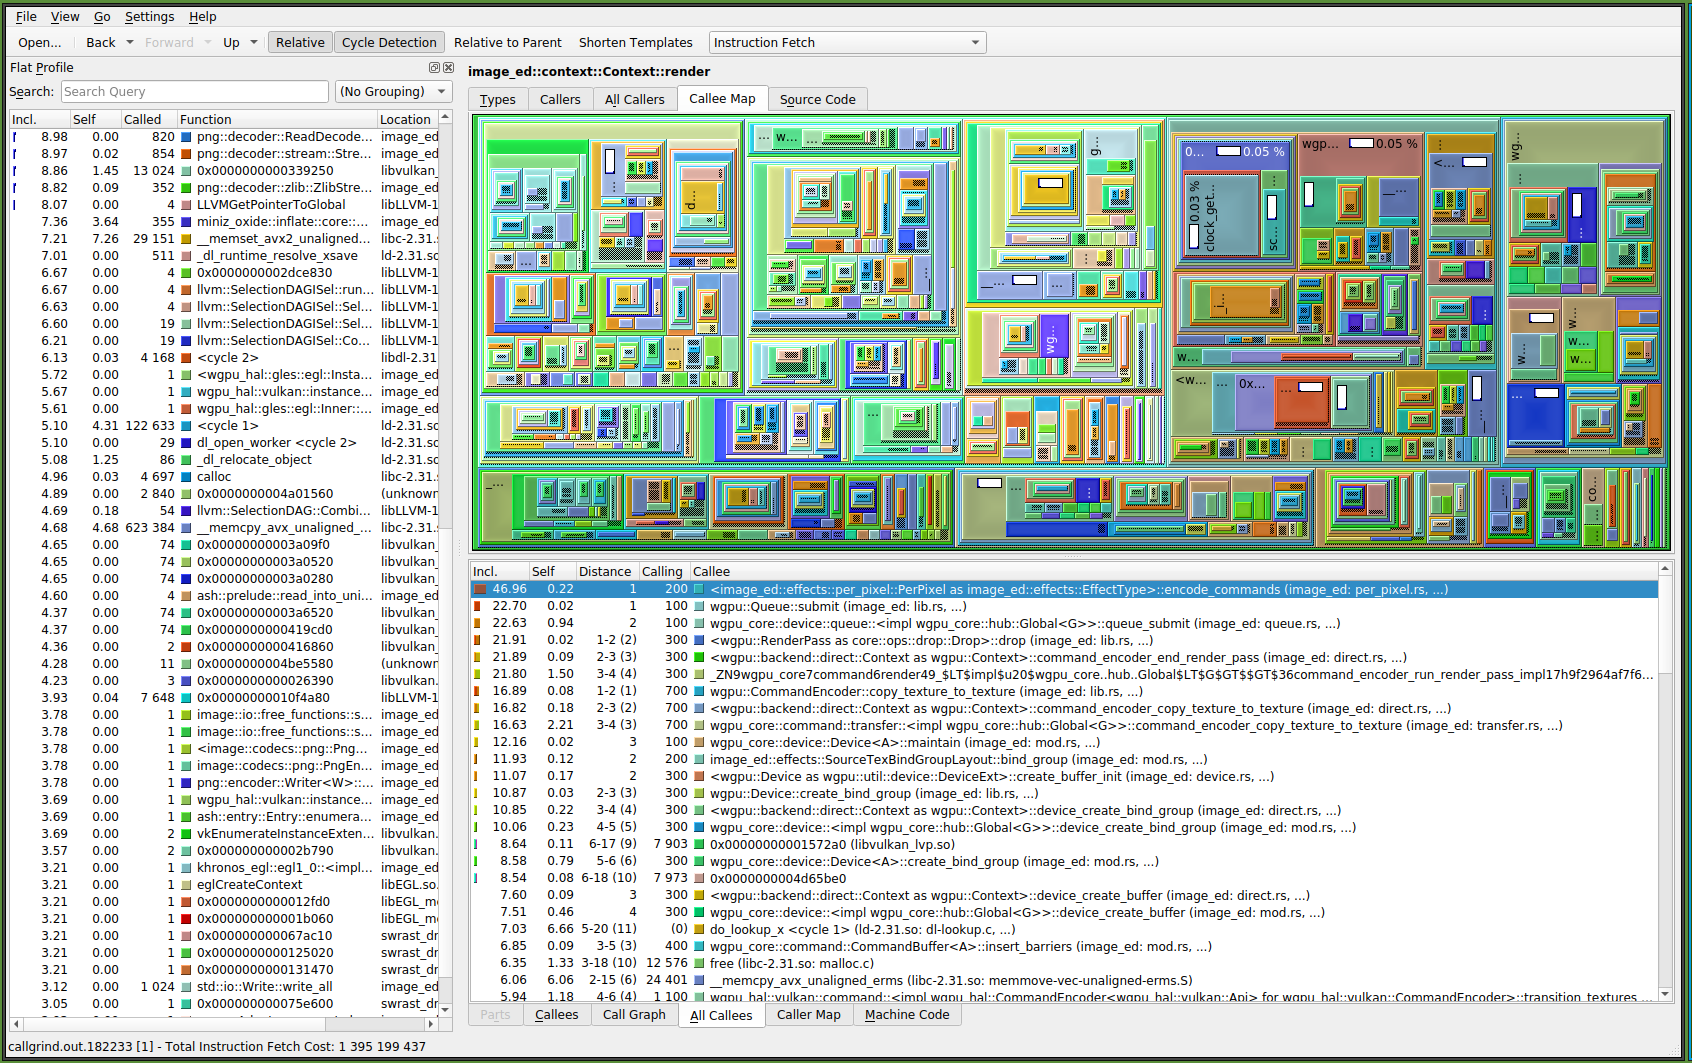 File View Go Settings Help
Open... Back Forward Up Relative Cycle Detection Relative to Parent Shorten Templates Instruction Fetch
Flat Profile
Search: Search Query (No Grouping)
Incl. Self Called Function Location
8.98 0.00 820 png::decoder::ReadDecode... image_ed
8.97 0.02 854 png::decoder::stream::Stre... image_ed
8.86 1.45 13 024 0x0000000000339250 libvulkan_
8.82 0.09 352 png::decoder::zlib::ZlibStre... image_ed
8.07 0.00 4 LLVMGetPointerToGlobal libLLVM-1
7.36 3.64 355 miniz_oxide::inflate::core::... image_ed
7.21 7.26 29 151 __memset_avx2_unaligned... libc-2.31.s
7.01 0.00 511 _dl_runtime_resolve_xsave ld-2.31.sc
6.67 0.00 4 0x0000000002dce830 libLLVM-1
6.67 0.00 4 llvm::SelectionDAGISel::run... libLLVM-1
6.63 0.00 4 llvm::SelectionDAGISel::Sel... libLLVM-1
6.60 0.00 19 llvm::SelectionDAGISel::Sel... libLLVM-1
6.21 0.00 19 llvm::SelectionDAGISel::Co... libLLVM-1
6.13 0.03 4 168 <cycle 2> libdl-2.31
5.72 0.00 1 <wgpu_hal::gles::egl::Insta... image_ed
5.67 0.00 1 wgpu_hal::vulkan::instance... image_ed
5.61 0.00 1 wgpu_hal::gles::egl::Inner::... image_ed
5.10 4.31 122 633 <cycle 1> ld-2.31.sc
5.10 0.00 29 dl_open_worker <cycle 2> ld-2.31.sc
5.08 1.25 86 _dl_relocate_object ld-2.31.sc
4.96 0.03 4 697 calloc libc-2.31.
4.89 0.00 2 840 0x0000000004a01560 (unknown
4.69 0.18 54 llvm::SelectionDAG::Combi... libLLVM-1
4.68 4.68 623 384 __memcpy_avx_unaligned_... libc-2.31.
4.65 0.00 74 0x00000000003a09f0 libvulkan_
4.65 0.00 74 0x00000000003a0520 libvulkan_
4.65 0.00 74 0x00000000003a0280 libvulkan_
4.60 0.00 4 ash::prelude::read_into_uni... image_ed
4.37 0.00 74 0x00000000003a6520 libvulkan_
4.37 0.00 74 0x0000000000419cd0 libvulkan_
4.36 0.00 2 0x0000000000416860 libvulkan_
4.28 0.00 11 0x0000000004be5580 (unknown
4.23 0.00 3 0x0000000000026390 libvulkan.
3.93 0.04 7 648 0x00000000010f4a80 libLLVM-1
3.78 0.00 1 image::io::free_functions::s... image_ed
3.78 0.00 1 image::io::free_functions::s... image_ed
3.78 0.00 1 <image::codecs::png::Png... image_ed
3.78 0.00 1 image::codecs::png::PngEn... image_ed
3.78 0.00 1 png::encoder::Writer<W>::... image_ed
3.69 0.00 1 wgpu_hal::vulkan::instance... image_ed
3.69 0.00 1 ash::entry::Entry::enumera... image_ed
3.69 0.00 2 vkEnumerateInstanceExten... libvulkan.
3.57 0.00 2 0x000000000002b790 libvulkan.
3.21 0.00 1 khronos_egl::egl1_0::<impl... image_ed
3.21 0.00 1 eglCreateContext libEGL.so.
3.21 0.00 1 0x0000000000012fd0 libEGL_m
3.21 0.00 1 0x000000000001b060 libEGL_m
3.21 0.00 1 0x000000000067ac10 swrast_dr
3.21 0.00 1 0x0000000000125020 swrast_dr
3.21 0.00 1 0x0000000000131470 swrast_dr
3.12 0.00 1 024 std::io::Write::write_all image_ed
3.05 0.00 1 0x000000000075e600 swrast_dr
image_ed::context::Context::render
Types Callers All Callers Callee Map Source Code
... w... g... wg...
0... 0.05 % wgp... 0.05 % <...
0.03 % clock_get... sc...
d...
wg...
w... w... w... w...
<w... ... 0x... ...
_... co...
Incl. Self Distance Calling Callee
46.96 0.22 1 200 <image_ed::effects::per_pixel::PerPixel as image_ed::effects::EffectType>::encode_commands (image_ed: per_pixel.rs, ...)
22.70 0.02 1 100 wgpu::Queue::submit (image_ed: lib.rs, ...)
22.63 0.94 2 100 wgpu_core::device::queue::<impl wgpu_core::hub::Global<G>>::queue_submit (image_ed: queue.rs, ...)
21.91 0.02 1-2 (2) 300 <wgpu::RenderPass as core::ops::drop::Drop>::drop (image_ed: lib.rs, ...)
21.89 0.09 2-3 (3) 300 <wgpu::backend::direct::Context as wgpu::Context>::command_encoder_end_render_pass (image_ed: direct.rs, ...)
21.80 1.50 3-4 (4) 300 _ZN9wgpu_core7command6render49_$LT$impl$u20$wgpu_core..hub..Global$LT$G$GT$$GT$36command_encoder_run_render_pass_impl17h9f2964af7f6...
16.89 0.08 1-2 (1) 700 wgpu::CommandEncoder::copy_texture_to_texture (image_ed: lib.rs, ...)
16.82 0.18 2-3 (2) 700 <wgpu::backend::direct::Context as wgpu::Context>::command_encoder_copy_texture_to_texture (image_ed: direct.rs, ...)
16.63 2.21 3-4 (3) 700 wgpu_core::command::transfer::<impl wgpu_core::hub::Global<G>>::command_encoder_copy_texture_to_texture (image_ed: transfer.rs, ...)
12.16 0.02 3 100 wgpu_core::device::Device<A>::maintain (image_ed: mod.rs, ...)
11.93 0.12 2 200 image_ed::effects::SourceTexBindGroupLayout::bind_group (image_ed: mod.rs, ...)
11.07 0.17 2 300 <wgpu::Device as wgpu::util::device::DeviceExt>::create_buffer_init (image_ed: device.rs, ...)
10.87 0.03 2-3 (3) 300 wgpu::Device::create_bind_group (image_ed: lib.rs, ...)
10.85 0.22 3-4 (4) 300 <wgpu::backend::direct::Context as wgpu::Context>::device_create_bind_group (image_ed: direct.rs, ...)
10.06 0.23 4-5 (5) 300 wgpu_core::device::<impl wgpu_core::hub::Global<G>>::device_create_bind_group (image_ed: mod.rs, ...)
8.64 0.11 6-17 (9) 7 903 0x00000000001572a0 (libvulkan_lvp.so)
8.58 0.79 5-6 (6) 300 wgpu_core::device::Device<A>::create_bind_group (image_ed: mod.rs, ...)
8.54 0.08 6-18 (10) 7 973 0x0000000004d65be0
7.60 0.09 3 300 <wgpu::backend::direct::Context as wgpu::Context>::device_create_buffer (image_ed: direct.rs, ...)
7.51 0.46 4 300 wgpu_core::device::<impl wgpu_core::hub::Global<G>>::device_create_buffer (image_ed: mod.rs, ...)
7.03 6.66 5-20 (11) (0) do_lookup_x <cycle 1> (ld-2.31.so: dl-lookup.c, ...)
6.85 0.09 3-5 (3) 400 wgpu_core::command::CommandBuffer<A>::insert_barriers (image_ed: mod.rs, ...)
6.35 1.33 3-18 (10) 12 576 free (libc-2.31.so: malloc.c)
6.06 6.06 2-15 (6) 24 401 __memcpy_avx_unaligned_erms (libc-2.31.so: memmove-vec-unaligned-erms.S)
5.94 1.18 4-6 (4) 1 100 wgpu_hal::vulkan::command::<impl wgpu_hal::CommandEncoder<wgpu_hal::vulkan::Api> for wgpu_hal::vulkan::CommandEncoder>::transition_textures ...
Parts Callees Call Graph All Callees Caller Map Machine Code
callgrind.out.182233 [1] - Total Instruction Fetch Cost: 1 395 199 437